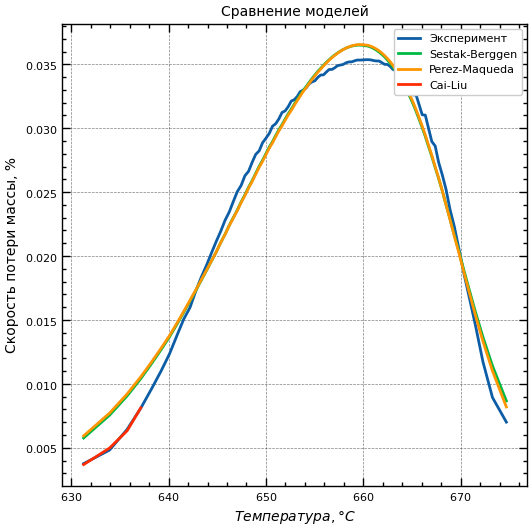 Сравнение моделей
Эксперимент
Sestak-Berggen
Perez-Maqueda
Cai-Liu
Скорость потери массы, %
0.035
0.030
0.025
0.020
0.015
0.010
0.005
630
640
650
660
670
Температура, °C